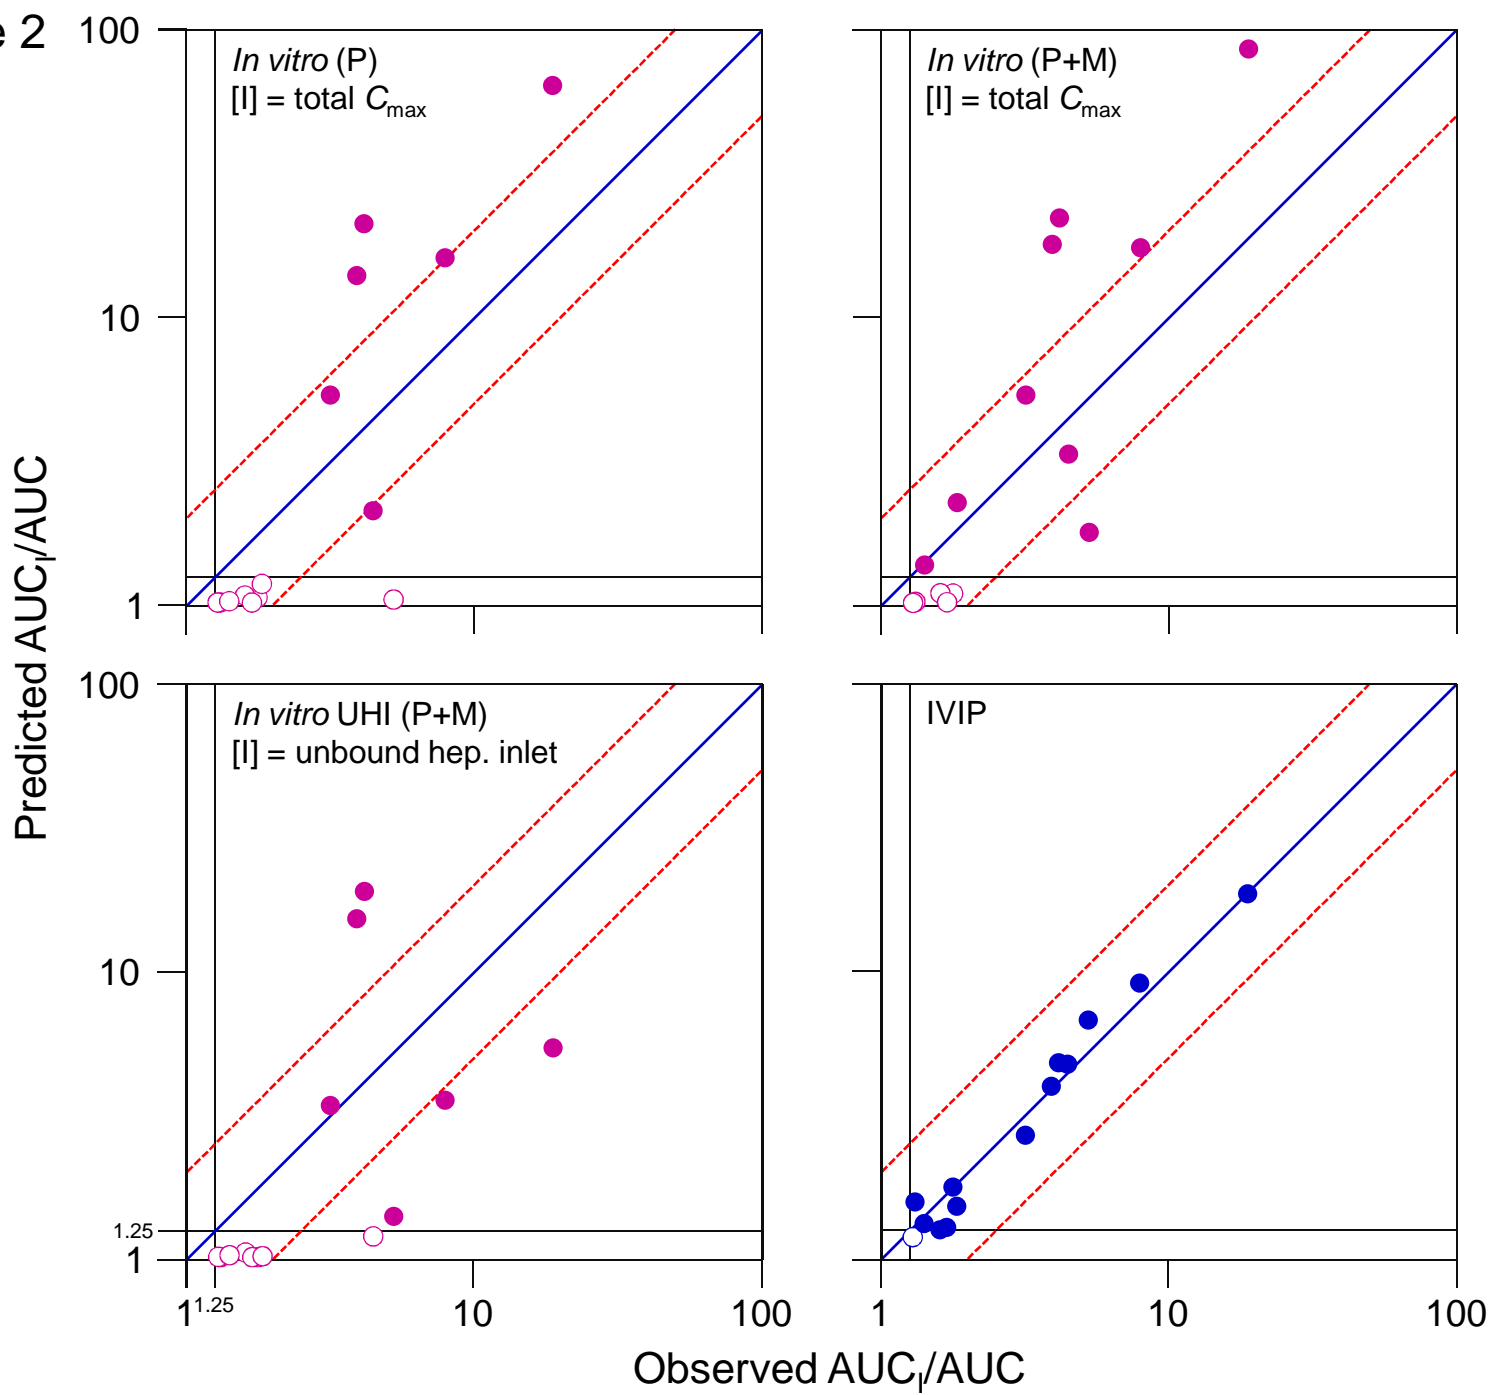 e 2
100
In vitro (P)
[I] = total Cmax
In vitro (P+M)
[I] = total Cmax
10
1
Predicted AUCI/AUC
100
In vitro UHI (P+M)
[I] = unbound hep. inlet
IVIP
10
1.25
1
1 1.25 10 100
1 10 100
Observed AUCI/AUC